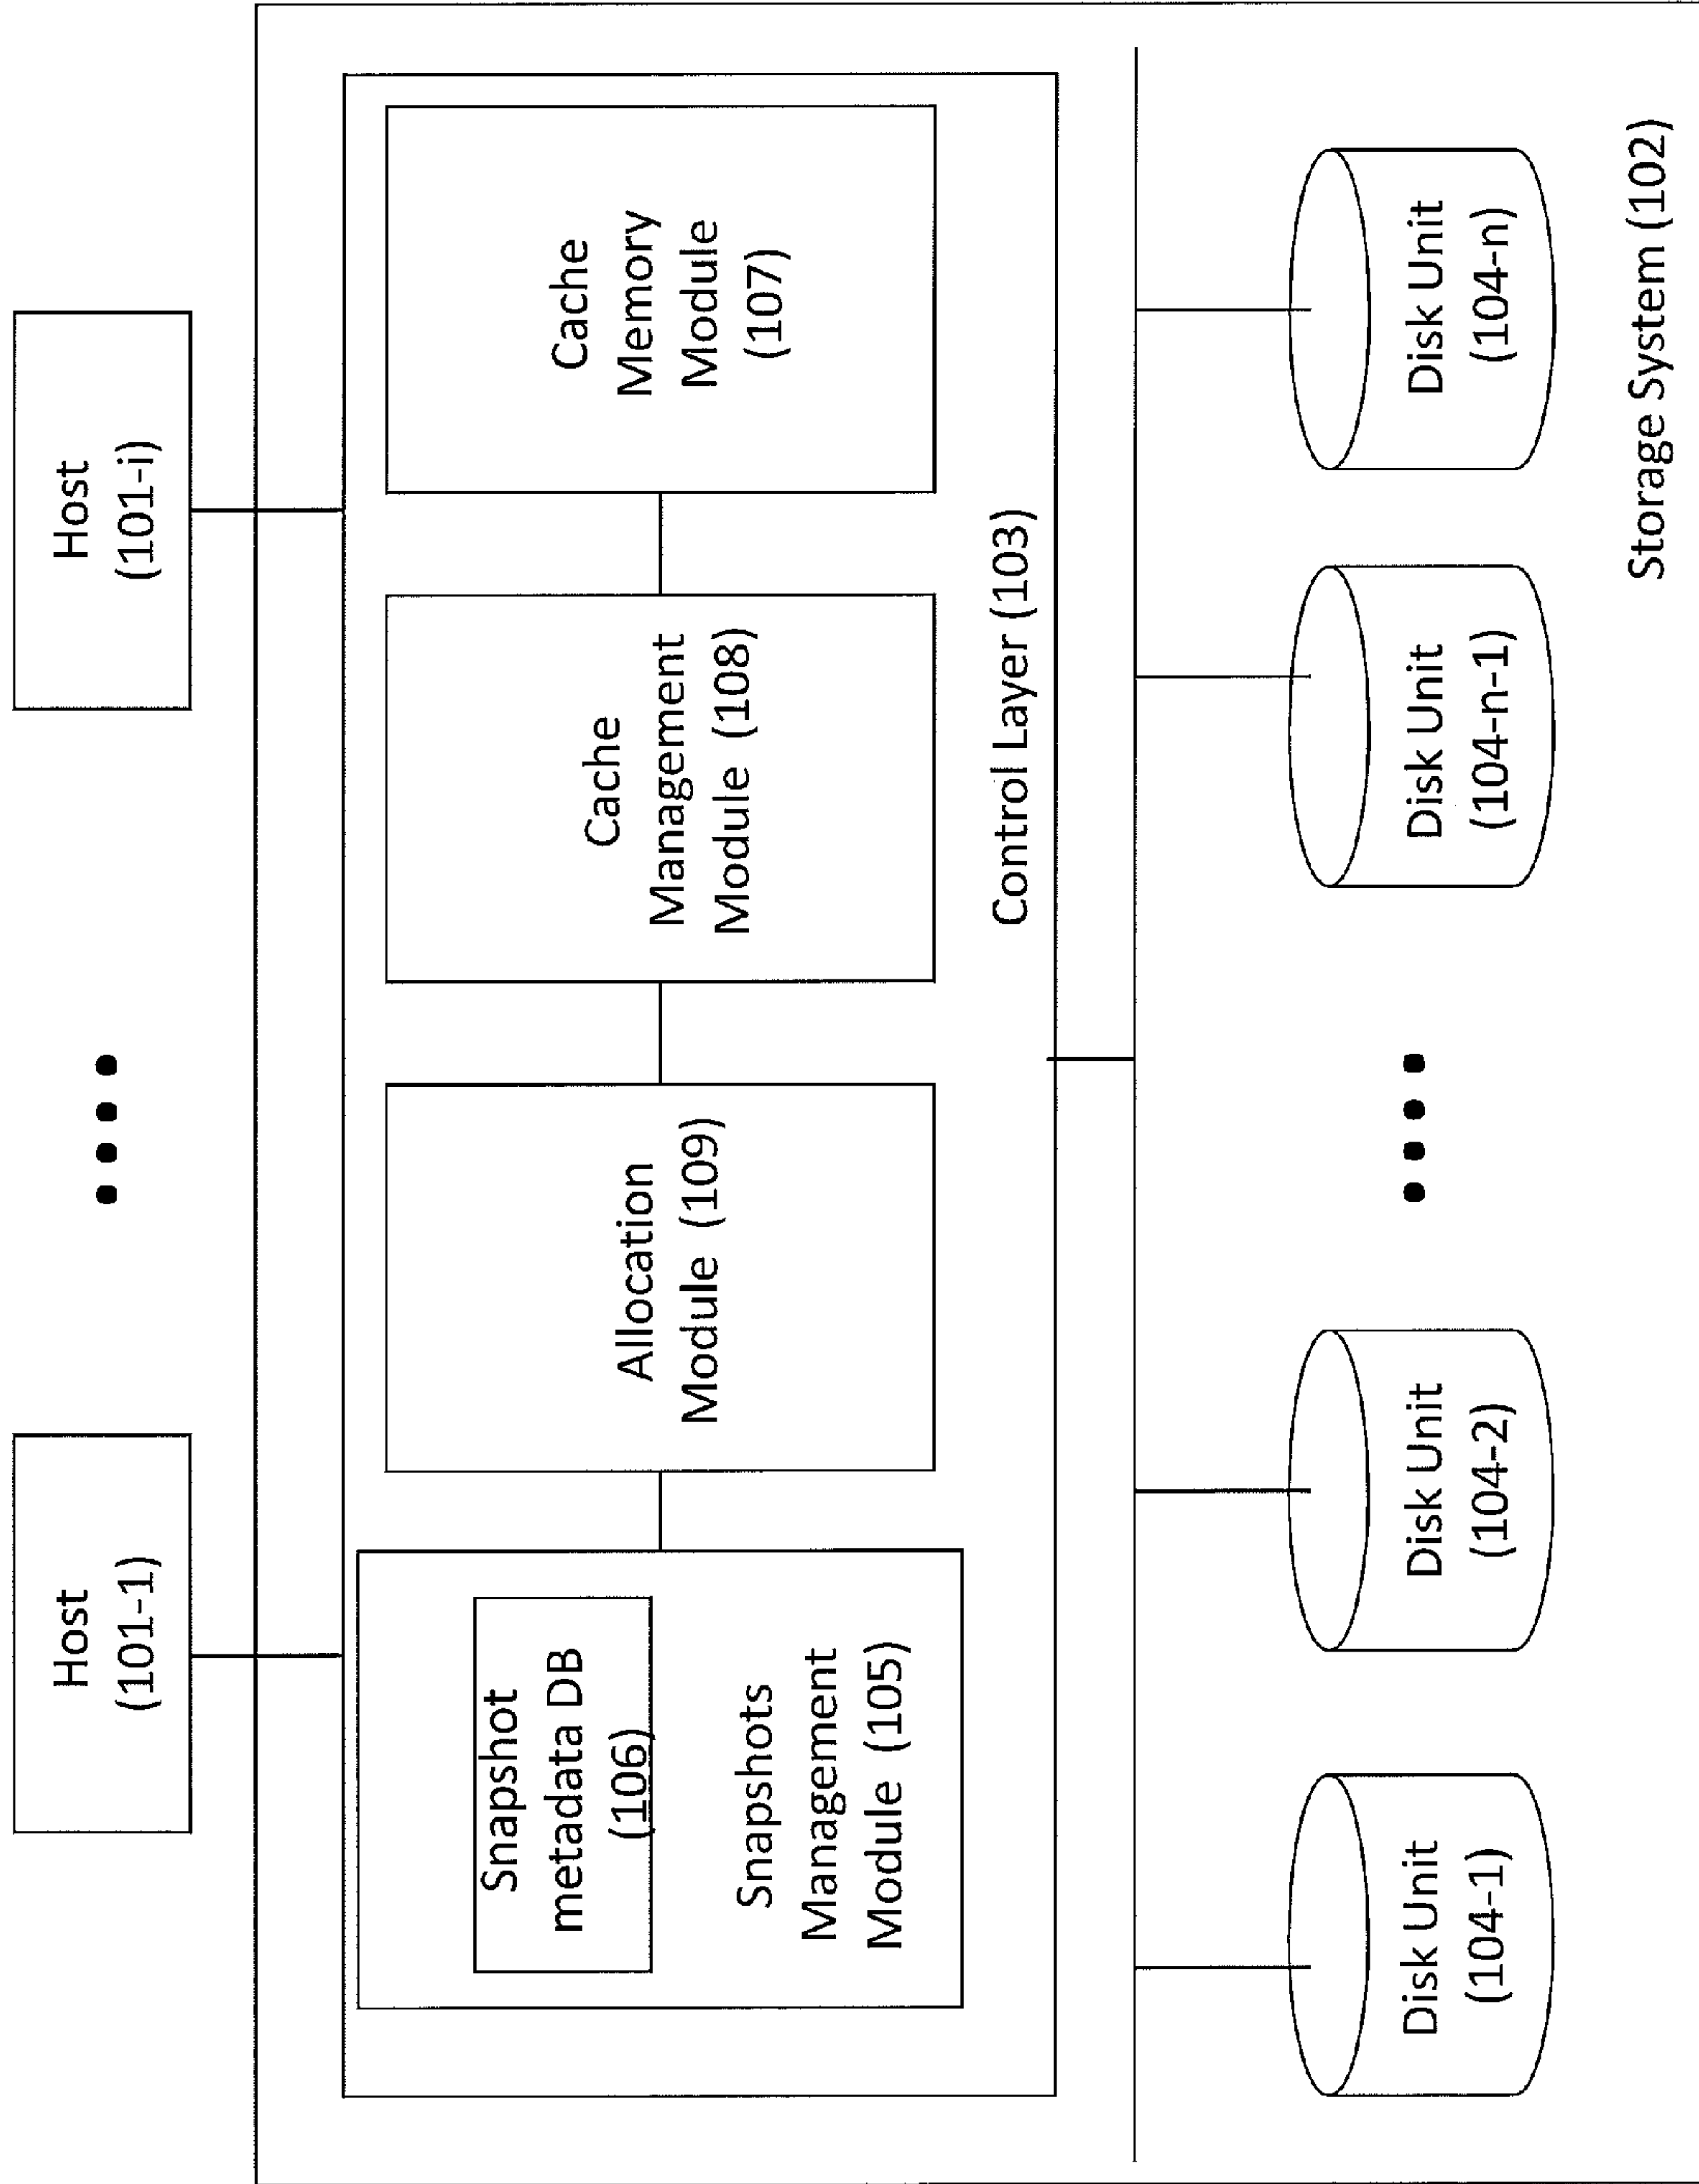 Host
(101-1)
Host
(101-i)
Snapshot
metadata DB
(106)
Snapshots
Management
Module (105)
Allocation
Module (109)
Cache
Management
Module (108)
Cache
Memory
Module
(107)
Control Layer (103)
Disk Unit
(104-1)
Disk Unit
(104-2)
Disk Unit
(104-n-1)
Disk Unit
(104-n)
Storage System (102)